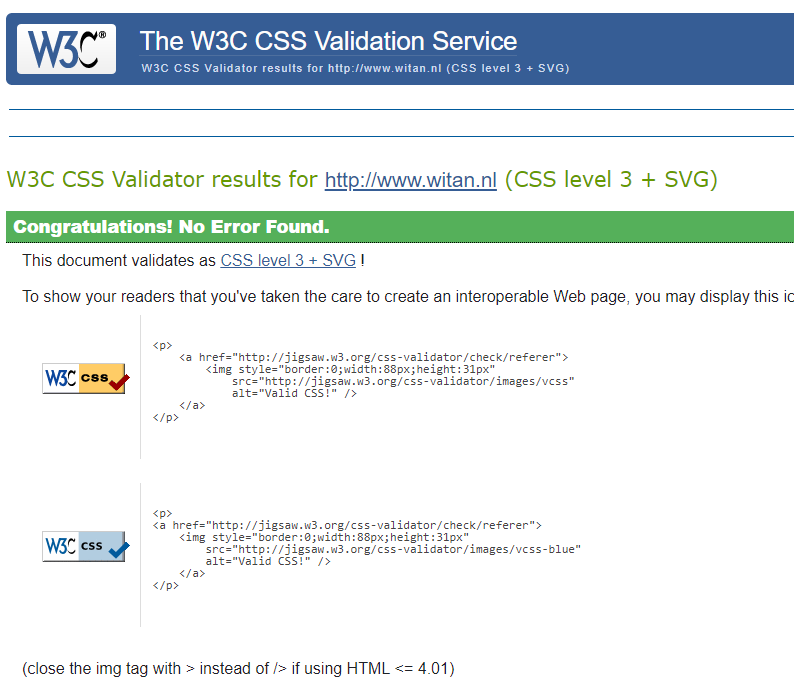 W3C®
The W3C CSS Validation Service
W3C CSS Validator results for http://www.witan.nl (CSS level 3 + SVG)
W3C CSS Validator results for http://www.witan.nl (CSS level 3 + SVG)
Congratulations! No Error Found.
This document validates as CSS level 3 + SVG !
To show your readers that you've taken the care to create an interoperable Web page, you may display this
<p>
<a href="http://jigsaw.w3.org/css-validator/check/referer">
<img style="border:0;width:88px;height:31px"
W3C css
src="http://jigsaw.w3.org/css-validator/images/vcss"
alt="Valid CSS!" />
</a>
</p>
<p>
<a href="http://jigsaw.w3.org/css-validator/check/referer">
<img style="border:0;width:88px;height:31px"
W3C css
src="http://jigsaw.w3.org/css-validator/images/vcss-blue"
alt="Valid CSS!" />
</a>
</p>
(close the img tag with > instead of /> if using HTML <= 4.01)